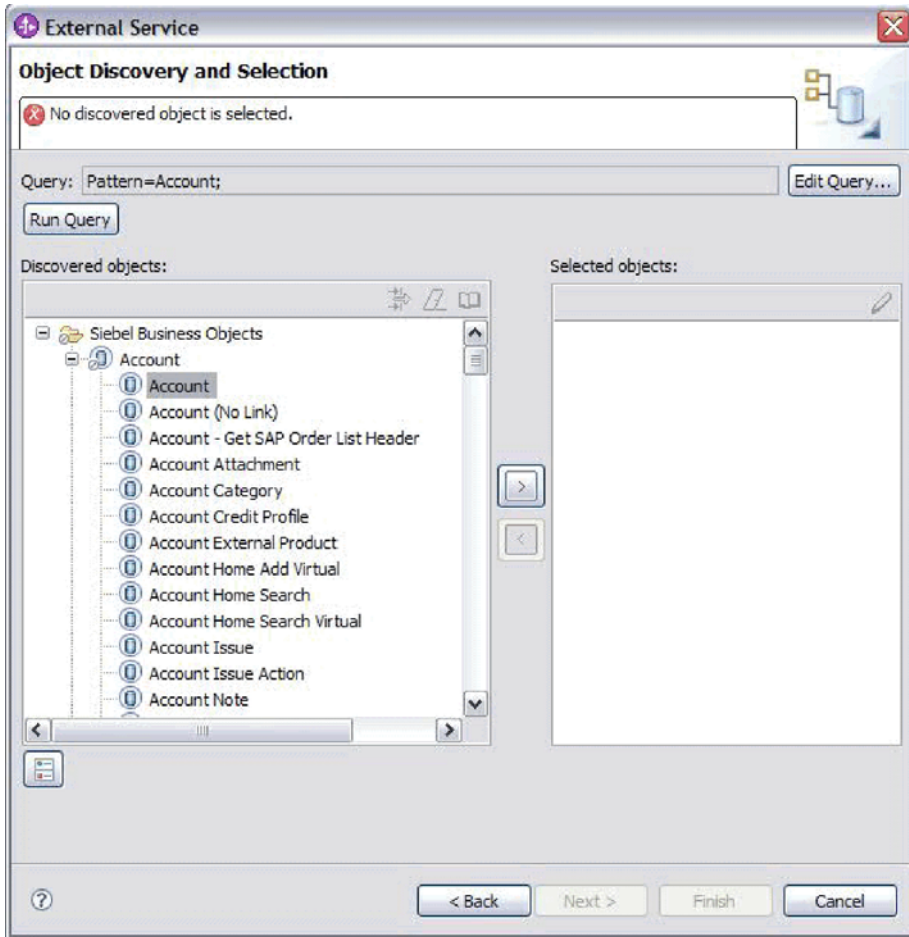 External Service
Object Discovery and Selection
No discovered object is selected.
Query: Pattern=Account; Edit Query...
Run Query
Discovered objects: Selected objects:
Siebel Business Objects
Account
Account
Account (No Link)
Account - Get SAP Order List Header
Account Attachment
Account Category
Account Credit Profile
Account External Product
Account Home Add Virtual
Account Home Search
Account Home Search Virtual
Account Issue
Account Issue Action
Account Note
< Back Next > Finish Cancel